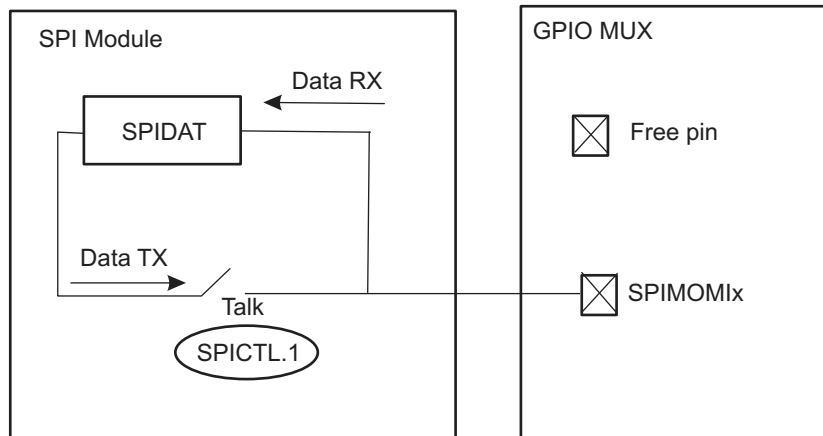 SPI Module
GPIO MUX
Data RX
SPIDAT
Free pin
Data TX
SPIMOMIx
Talk
SPICTL.1